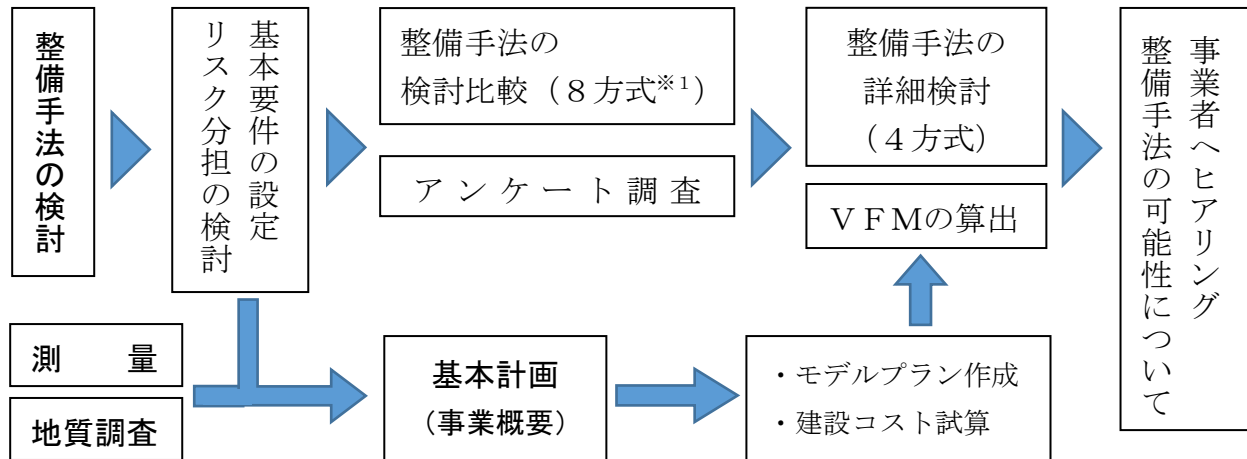 整備手法の検討
基本要件の設定
リスク分担の検討
整備手法の
検討比較（８方式※1）
アンケート調査
整備手法の
詳細検討
（４方式）
ＶＦＭの算出
事業者へヒアリング
整備手法の可能性について
測　　量
地質調査
基本計画
（事業概要）
・モデルプラン作成
・建設コスト試算